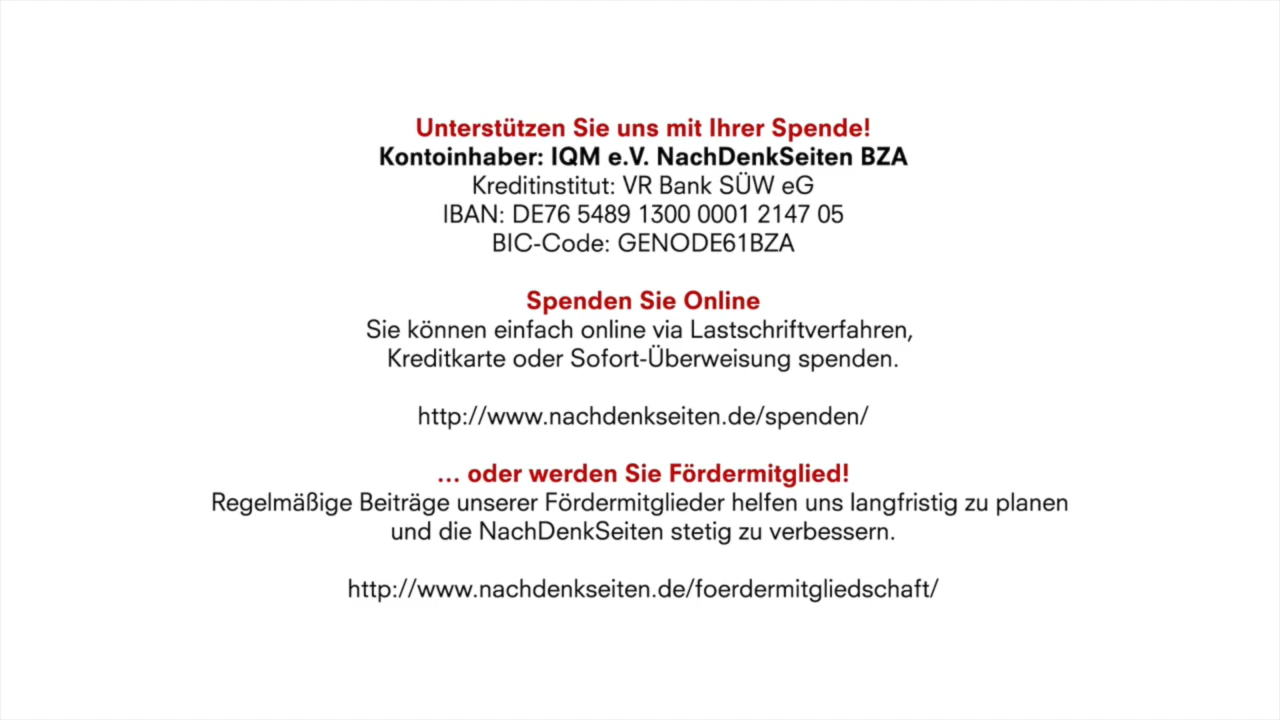 Unterstützen Sie uns mit Ihrer Spende!
Kontoinhaber: IQM e.V. NachDenkSeiten BZA
Kreditinstitut: VR Bank SÜW eG
IBAN: DE76 5489 1300 0001 2147 05
BIC-Code: GENODE61BZA
Spenden Sie Online
Sie können einfach online via Lastschriftverfahren,
Kreditkarte oder Sofort-Überweisung spenden.
http://www.nachdenkseiten.de/spenden/
... oder werden Sie Fördermitglied!
Regelmäßige Beiträge unserer Fördermitglieder helfen uns langfristig zu planen
und die NachDenkSeiten stetig zu verbessern.
http://www.nachdenkseiten.de/foerdermitgliedschaft/